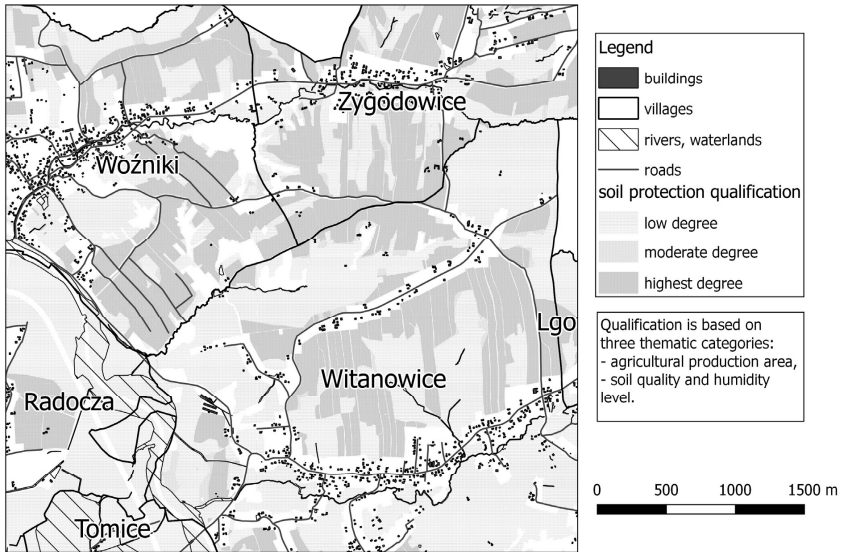 Zygodowice
Woźniki
Lgo
Witanowice
Radocza
Tomice
Legend
buildings
villages
rivers, waterlands
roads
soil protection qualification
low degree
moderate degree
highest degree
Qualification is based on
three thematic categories:
- agricultural production area,
- soil quality and humidity
level.
0 500 1000 1500 m